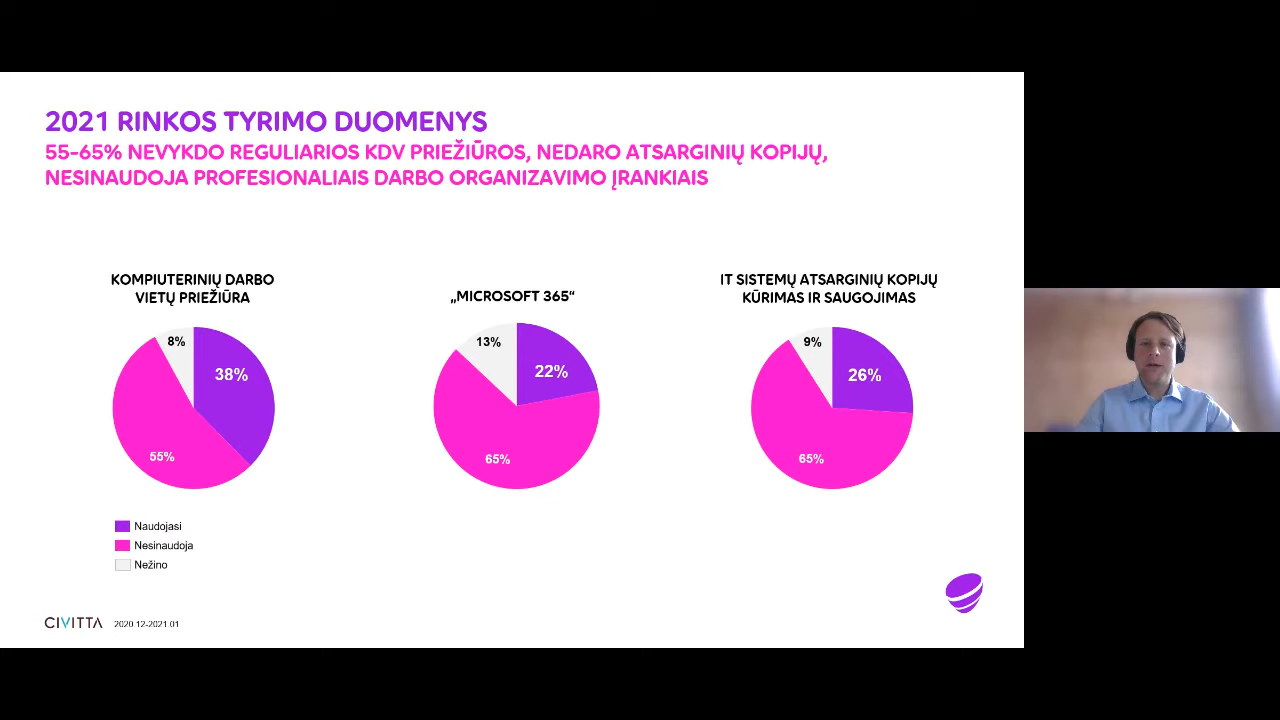 2021 RINKOS TYRIMO DUOMENYS
55-65% NEVYKDO REGULIARIOS KDV PRIEŽIŪROS, NEDARO ATSARGINIŲ KOPIJŲ,
NESINAUDOJA PROFESIONALIAIS DARBO ORGANIZAVIMO ĮRANKIAIS
KOMPIUTERINIŲ DARBO
VIETŲ PRIEŽIŪRA
8%
38%
55%
„MICROSOFT 365“
13%
22%
65%
IT SISTEMŲ ATSARGINIŲ KOPIJŲ
KŪRIMAS IR SAUGOJIMAS
9%
26%
65%
Naudojasi
Nesinaudoja
Nežino
CIVITTA 2020.12-2021.01